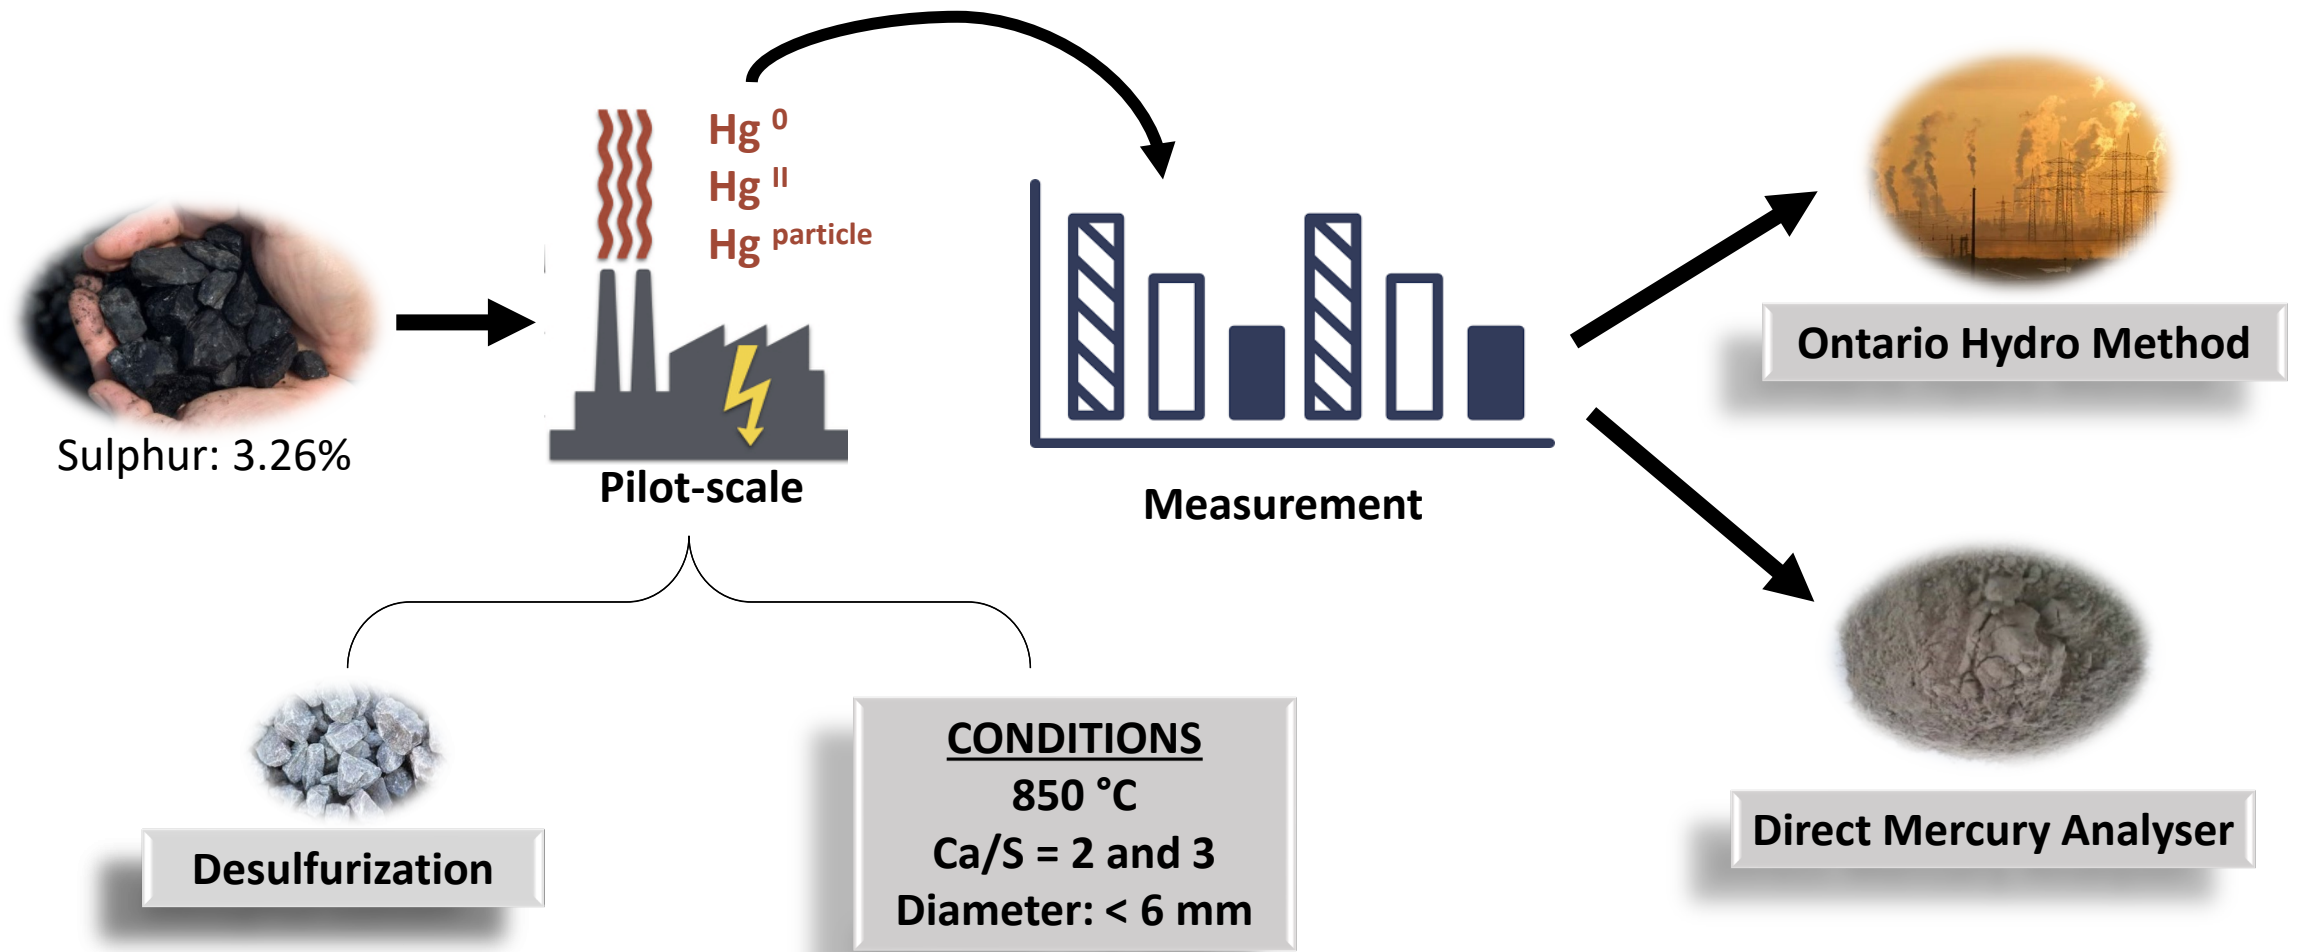 Hg 0
Hg II
Hg particle
Sulphur: 3.26%
Pilot-scale
Measurement
Ontario Hydro Method
Desulfurization
CONDITIONS
850 °C
Ca/S = 2 and 3
Diameter: < 6 mm
Direct Mercury Analyser